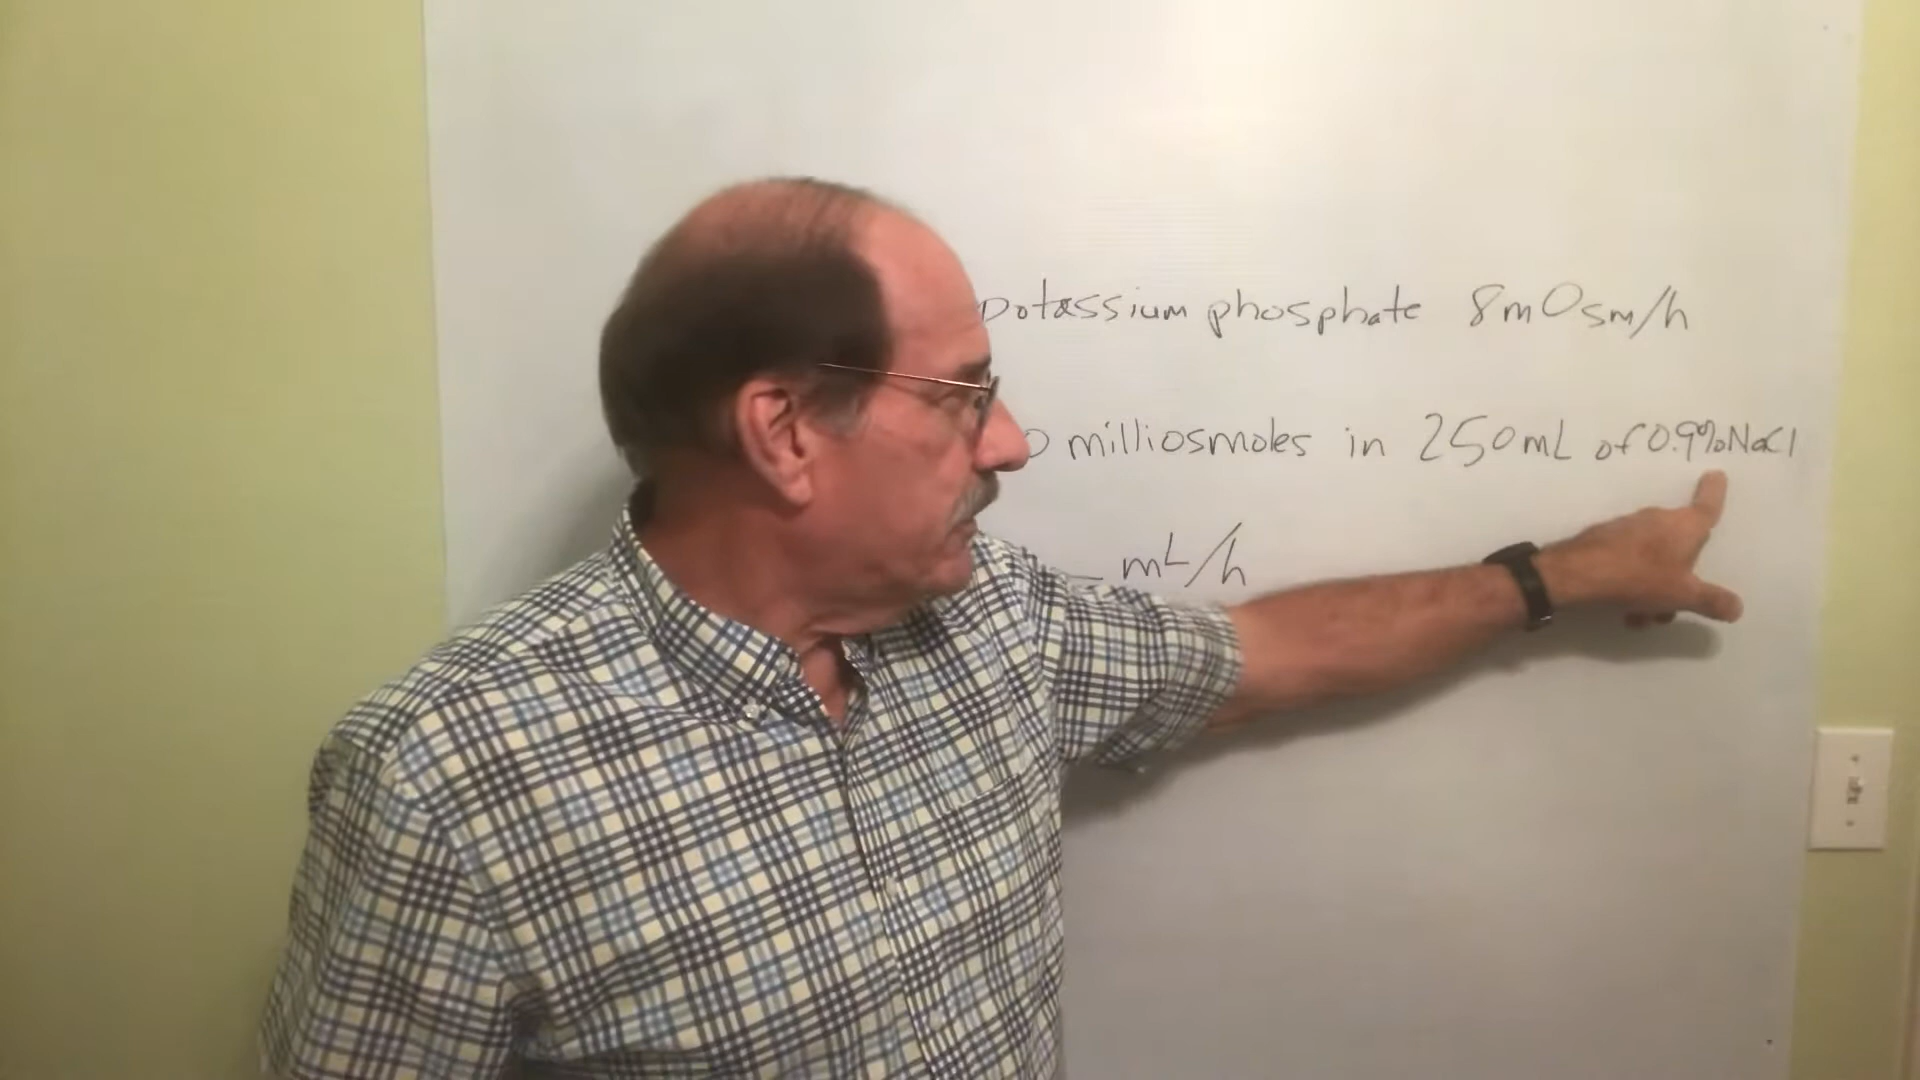 potassium phosphate 8mOsm/h
milliosmoles in 250mL of 0.9%NaCl
mL/h